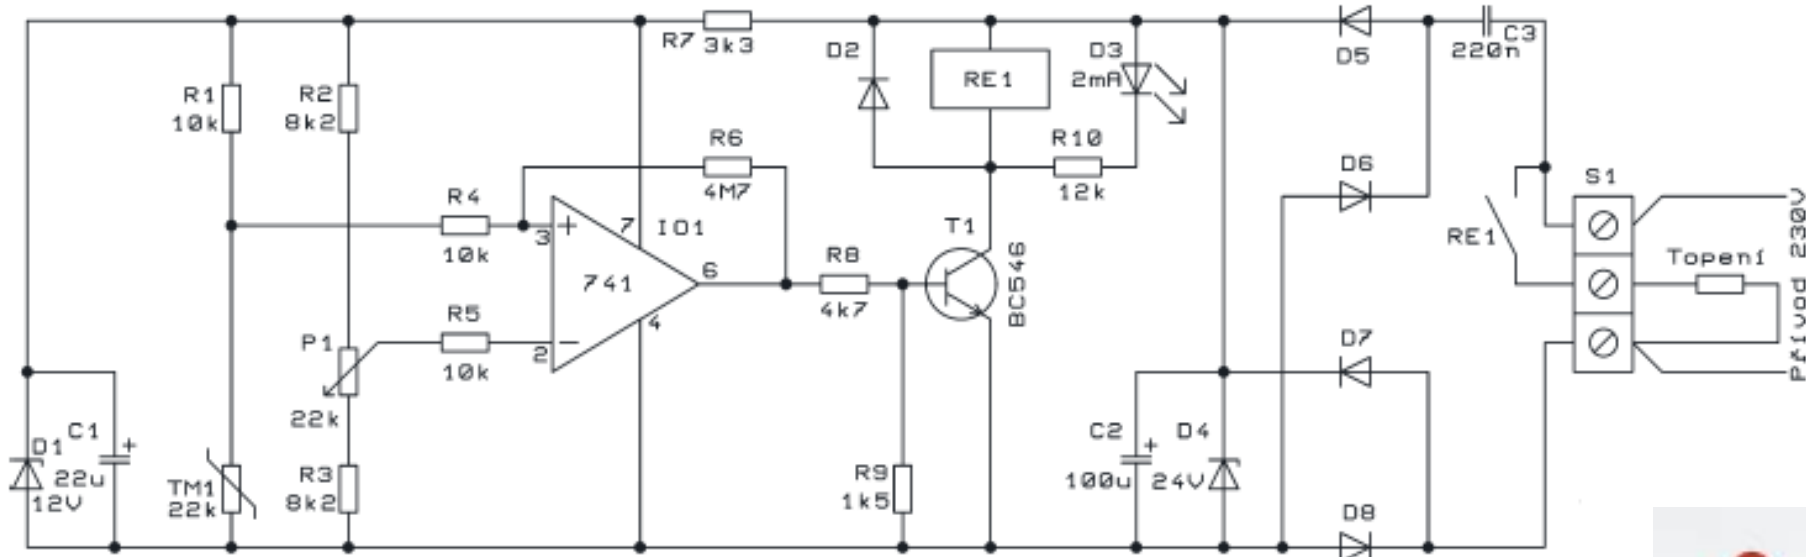 R7 3k3
D2
RE1
D3
2mA
D5
C3
220n
R1
10k
R2
8k2
R6
4M7
R10
12k
D6
S1
R4
10k
3
+
7
IO1
741
6
T1
BC546
R8
4k7
RE1
Topení
Přívod 230V
P1
22k
R5
10k
2
−
4
D7
D1
12V
C1
+
22u
TM1
22k
R3
8k2
R9
1k5
C2
+
100u
D4
24V
D8